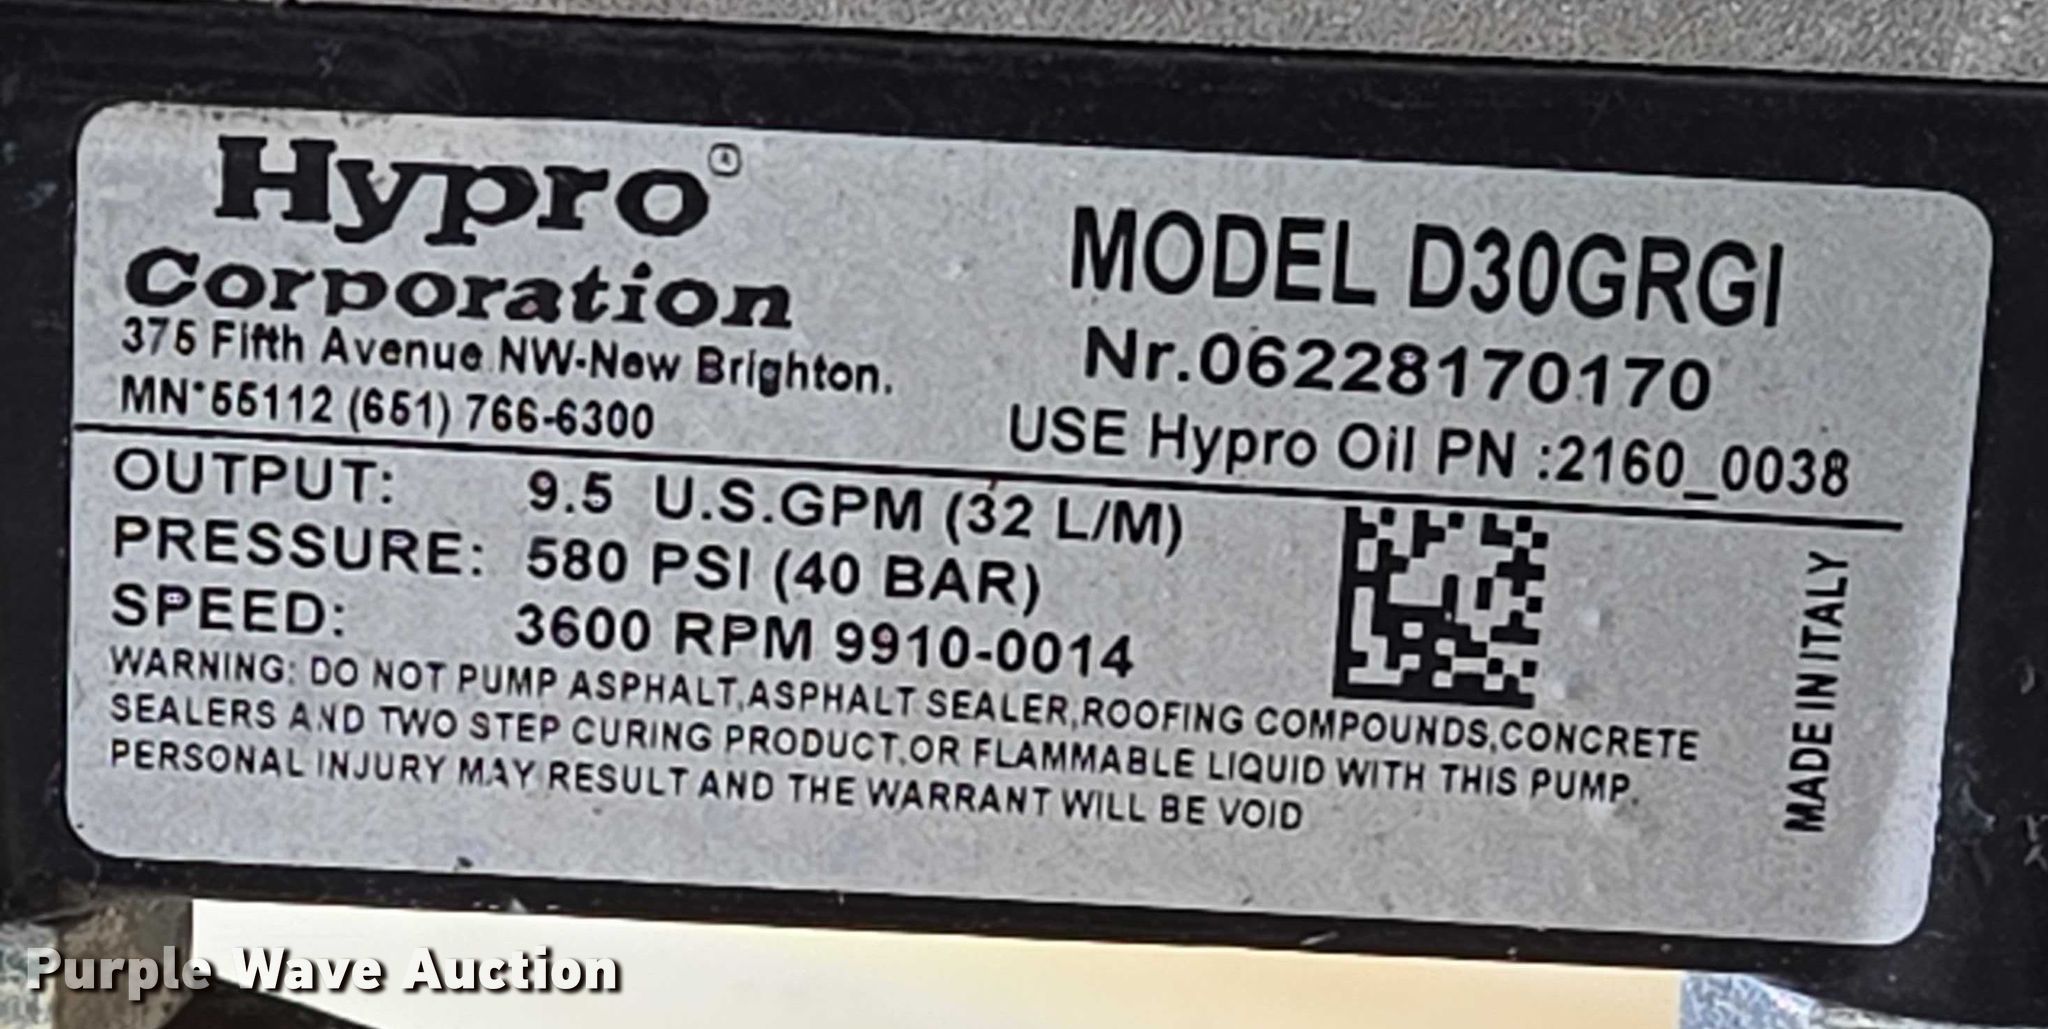 Hypro®
Corporation
375 Fifth Avenue NW-New Brighton.
MN•55112 (651) 766-6300
MODEL D30GRGI
Nr.06228170170
USE Hypro Oil PN :2160_0038
OUTPUT: 9.5 U.S.GPM (32 L/M)
PRESSURE: 580 PSI (40 BAR)
SPEED: 3600 RPM 9910-0014
WARNING: DO NOT PUMP ASPHALT,ASPHALT SEALER,ROOFING COMPOUNDS,CONCRETE
SEALERS AND TWO STEP CURING PRODUCT,OR FLAMMABLE LIQUID WITH THIS PUMP.
PERSONAL INJURY MAY RESULT AND THE WARRANT WILL BE VOID
MADE IN ITALY
Purple Wave Auction